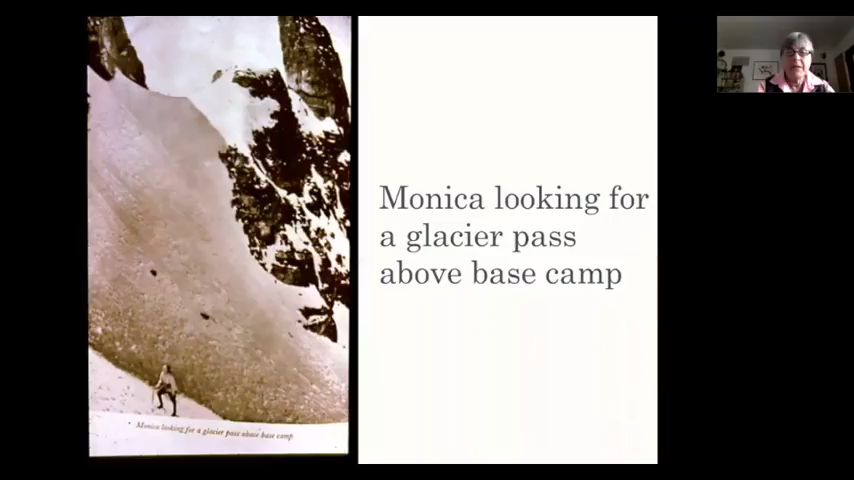 Monica looking for
a glacier pass
above base camp
Monica looking for a glacier pass above base camp